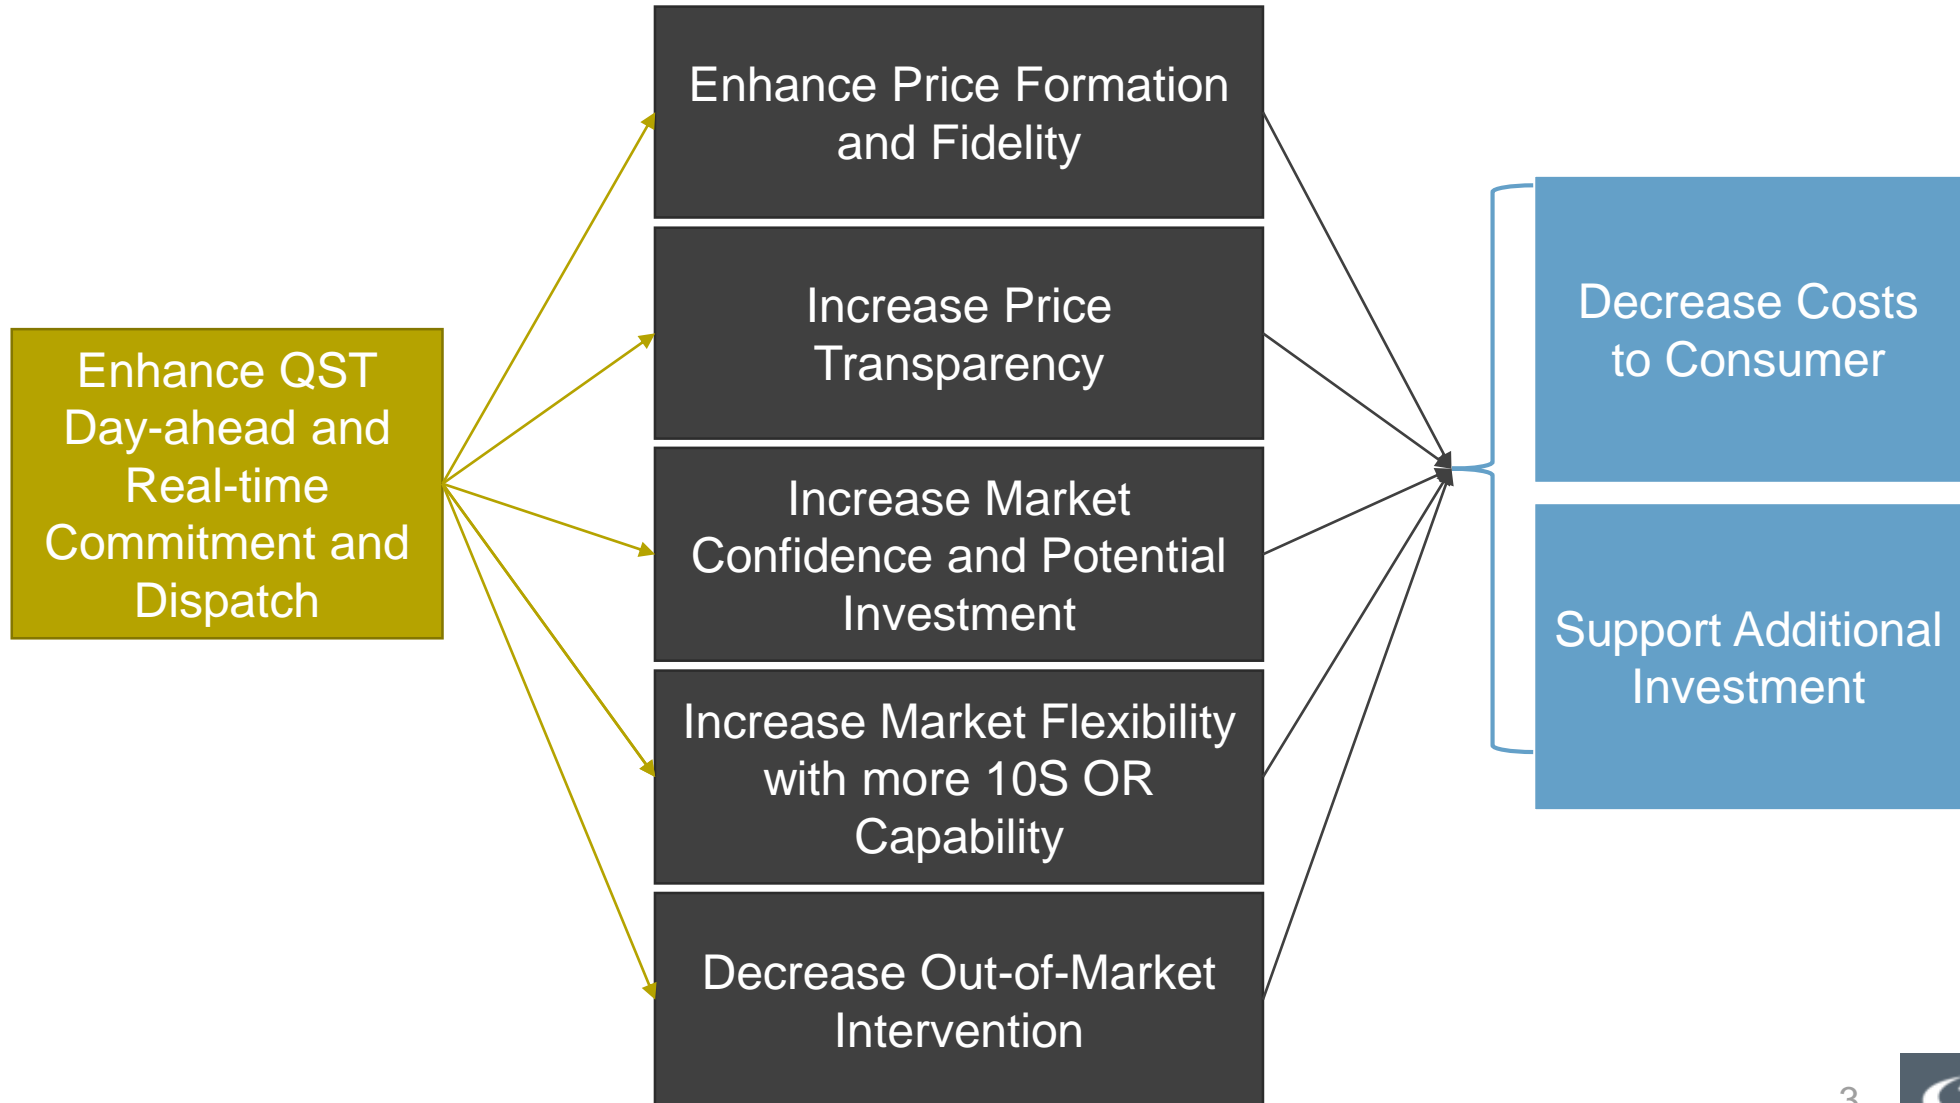 Enhance QST
Day-ahead and
Real-time
Commitment and
Dispatch
Enhance Price Formation
and Fidelity
Increase Price
Transparency
Increase Market
Confidence and Potential
Investment
Increase Market Flexibility
with more 10S OR
Capability
Decrease Out-of-Market
Intervention
Decrease Costs
to Consumer
Support Additional
Investment
3